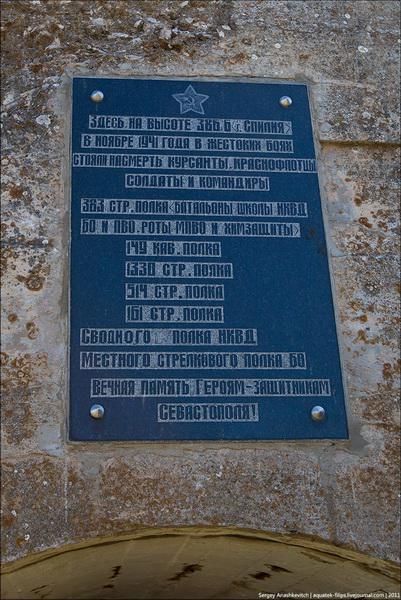 ЗДЕСЬ НА ВЫСОТЕ 386,6 (г. СПИЛИЯ)
В НОЯБРЕ 1941 ГОДА В ЖЕСТОКИХ БОЯХ
СТОЯЛИ НАСМЕРТЬ КУРСАНТЫ, КРАСНОФЛОТЦЫ
СОЛДАТЫ И КОМАНДИРЫ
383 СТР. ПОЛКА (БАТАЛЬОНЫ ШКОЛЫ НКВД
БО И ПВО, РОТЫ МПВО И ХИМЗАЩИТЫ)
149 КАВ. ПОЛКА
1330 СТР. ПОЛКА
514 СТР. ПОЛКА
161 СТР. ПОЛКА
СВОДНОГО ПОЛКА НКВД
МЕСТНОГО СТРЕЛКОВОГО ПОЛКА БО
ВЕЧНАЯ ПАМЯТЬ ГЕРОЯМ-ЗАЩИТНИКАМ
СЕВАСТОПОЛЯ!
Sergey Anashkevitch | aquatek-filips.livejournal.com | 2011